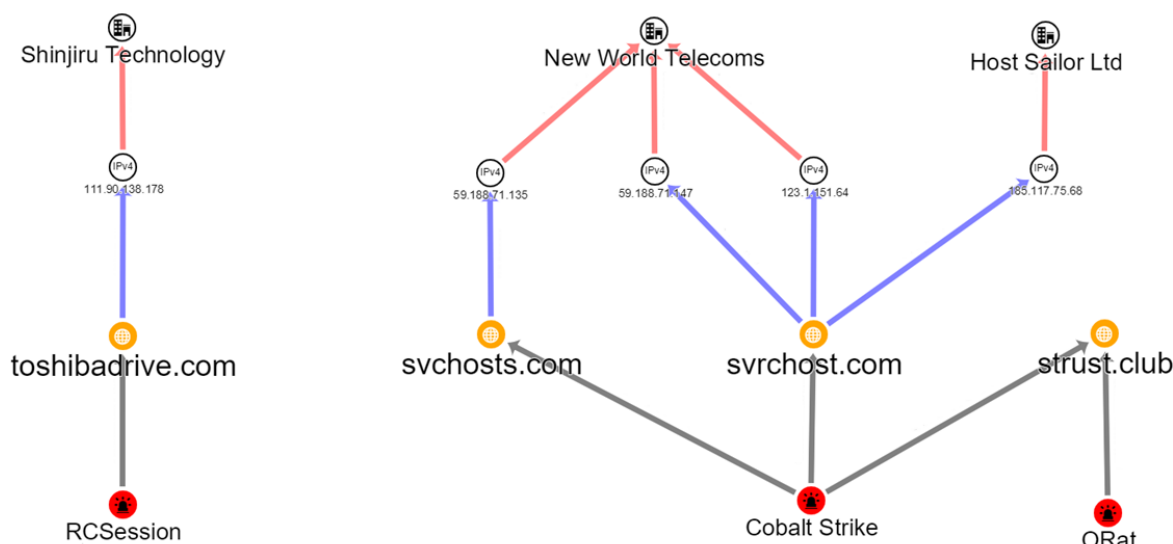 Shinjiru Technology
New World Telecoms
Host Sailor Ltd
IPv4
IPv4
IPv4
IPv4
IPv4
111.90.138.178
59.188.71.135
59.188.71.147
123.1.151.64
185.117.75.68
toshibadrive.com
svchosts.com
svrchost.com
strust.club
RCSession
Cobalt Strike
ORat